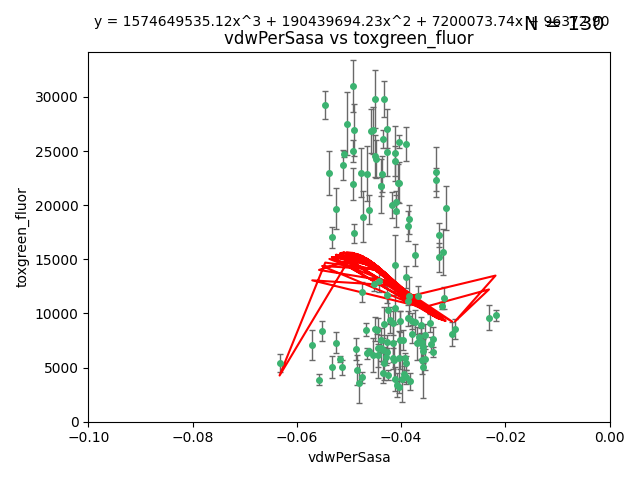 y = 1574649535.12x^3 + 190439694.23x^2 + 7200073.74x + 96372.90
N = 130
vdwPerSasa vs toxgreen_fluor
toxgreen_fluor
30000
25000
20000
15000
10000
5000
0
−0.10
−0.08
−0.06
−0.04
−0.02
0.00
vdwPerSasa